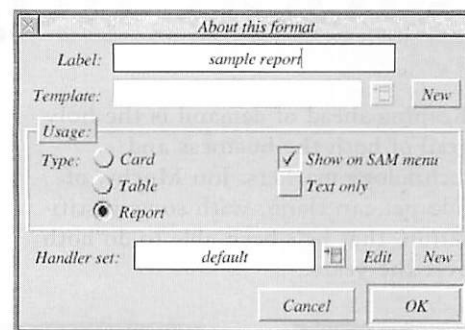 About this format
Label: sample report
Template: New
Usage:
Type: Card Show on SAM menu
Table Text only
Report
Handler set: default Edit New
Cancel OK